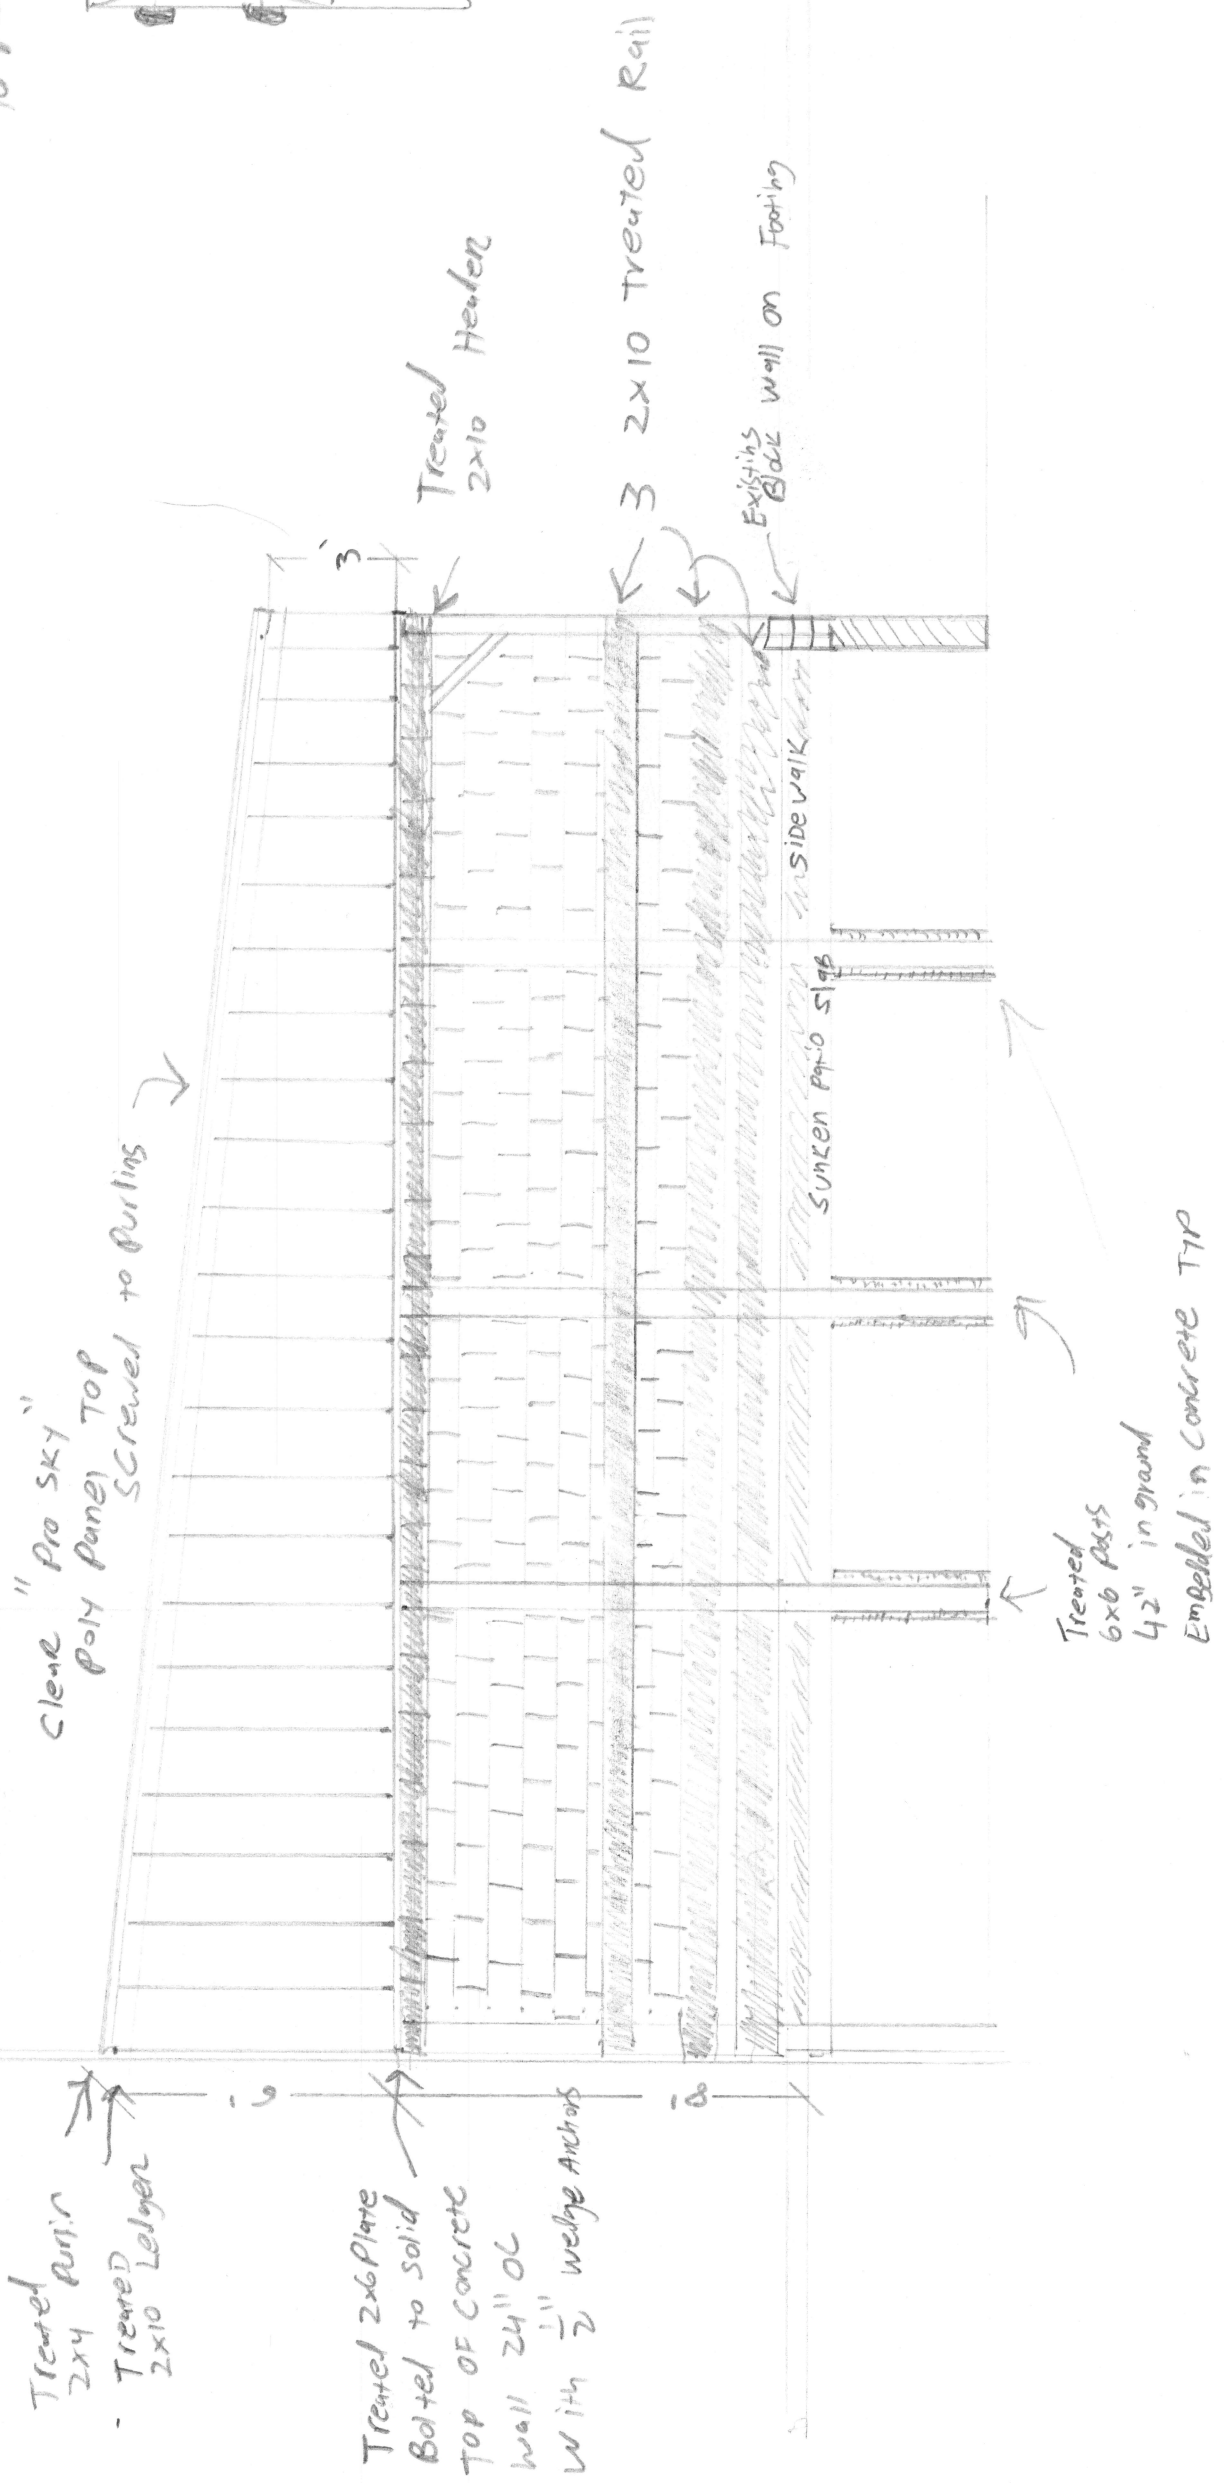 Clear "Pro SKY"
Poly Panel TOP
Screwed to Purlins
Treated
2x4 Purlin
- Treated
2x10 Ledger
3'
6'
8'
Treated
2x10 Header
3 2x10 Treated Rail
Existing
Block Wall on Footing
Treated 2x6 Plate
Bolted to Solid
TOP OF Concrete
Wall 24" OC
With 1/2" Wedge Anchors
SIDEWALK
Sunken Patio Slab
Treated
6x6 Posts
42" in ground
Embedded in Concrete TYP